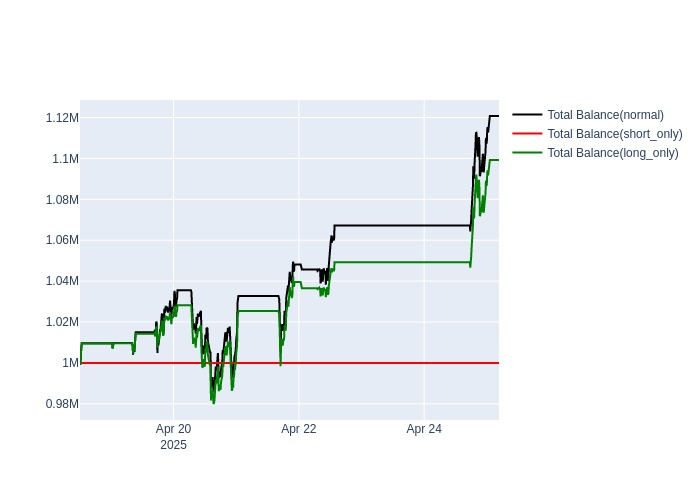 1.12M
1.1M
1.08M
1.06M
1.04M
1.02M
1M
0.98M
Apr 20
2025
Apr 22
Apr 24
Total Balance(normal)
Total Balance(short_only)
Total Balance(long_only)